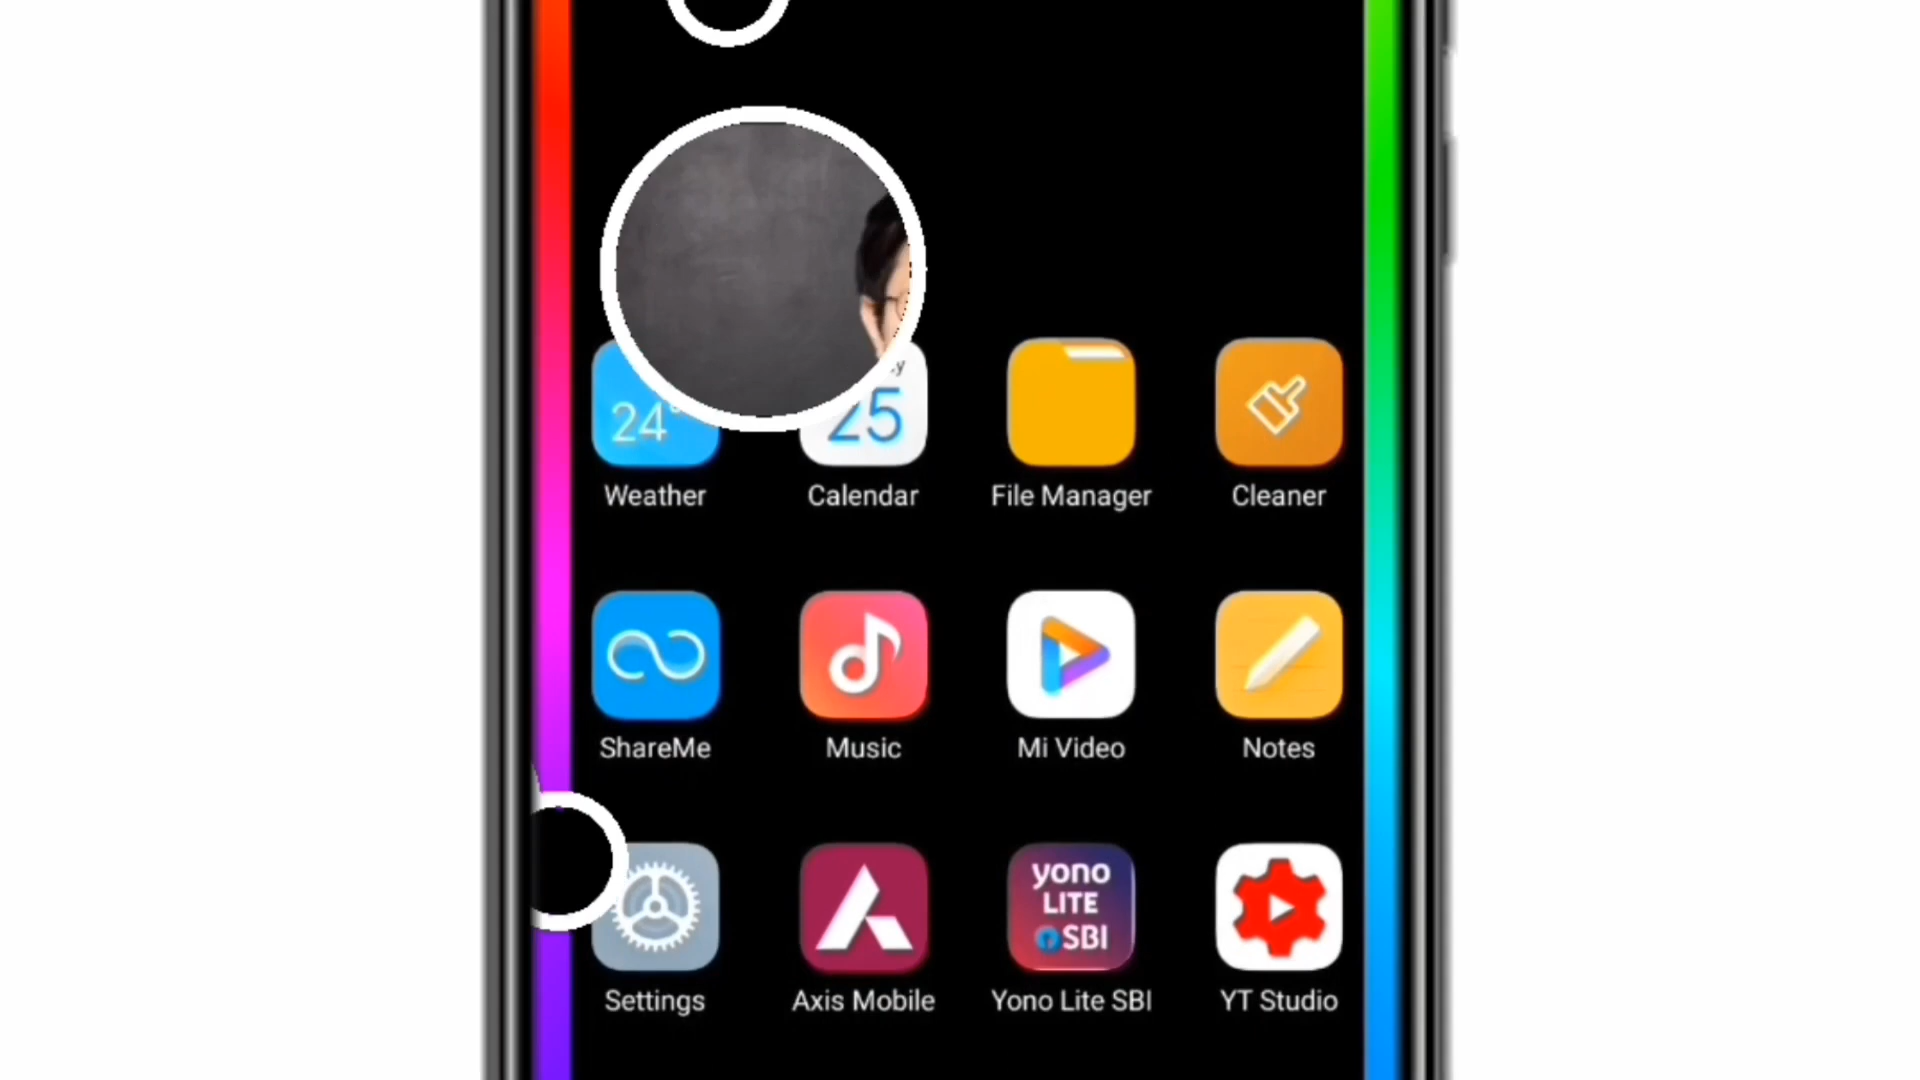 24°
25
Weather
Calendar
File Manager
Cleaner
ShareMe
Music
Mi Video
Notes
yono
LITE
SBI
Settings
Axis Mobile
Yono Lite SBI
YT Studio